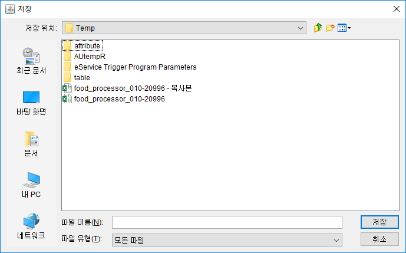 저장
저장 위치:
Temp
최근 문서
바탕 화면
문서
내 PC
네트워크
attribute
AUtempR
eService Trigger Program Parameters
table
food_processor_010-20996 - 복사본
food_processor_010-20996
파일 이름(N):
저장
파일 유형(T):
모든 파일
취소